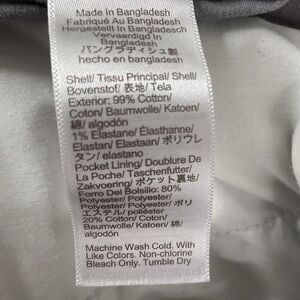 Made in Bangladesh
Fabriqué Au Bangladesh
Hergestellt In Bangladesch
Vervaardigd In
Bangladesh
バングラディシュ製
hecho en bangladesh
Shell/ Tissu Principal/ Shell/
Bovenstof/ 表地/ Tela
Exterior: 99% Cotton/
Coton/ Baumwolle/ Katoen/
綿/ algodón
1% Elastane/ Élasthanne/
Elastan/ Elastaan/ ポリウレ
タン/ elastano
Pocket Lining/ Doublure De
La Poche/ Taschenfutter/
Zakvoering/ ポケット裏地/
Forro Del Bolsillo: 80%
Polyester/ Polyester/
Polyester/ Polyester/ ポリ
エステル/ poliéster
20% Cotton/ Coton/
Baumwolle/ Katoen/ 綿/
algodón
Machine Wash Cold. With
Like Colors. Non-chlorine
Bleach Only. Tumble Dry